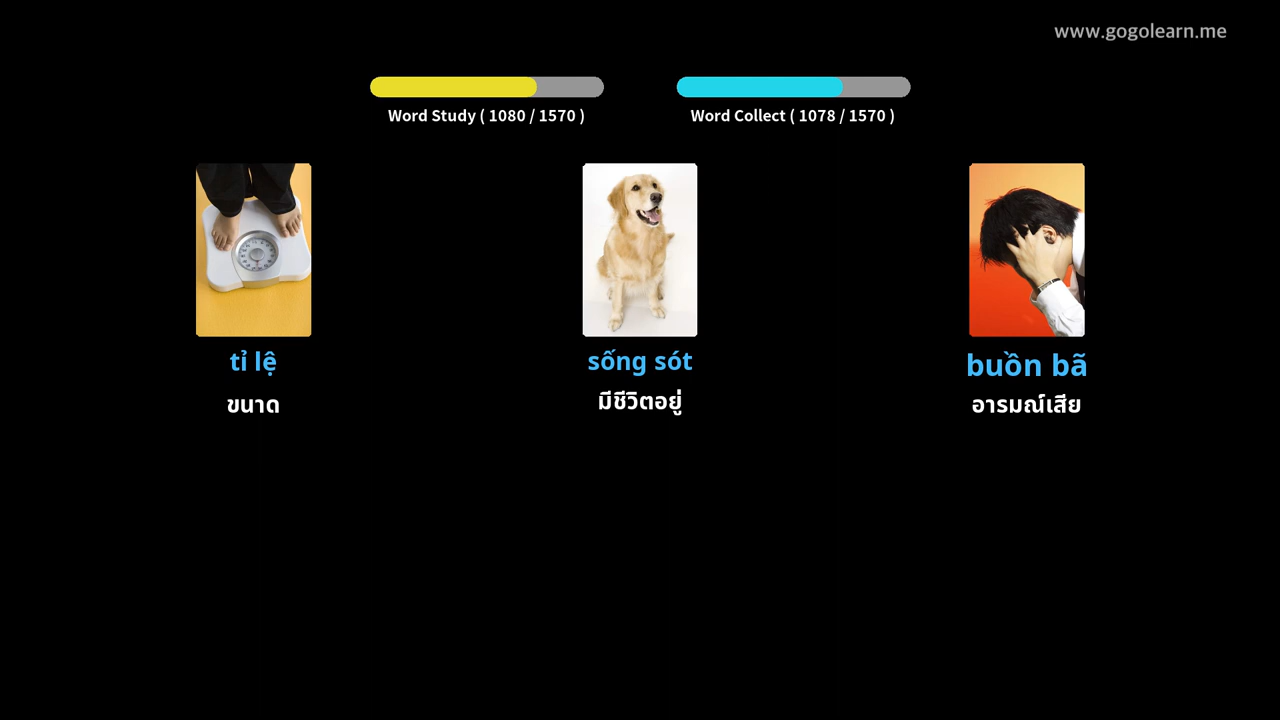 www.gogolearn.me
Word Study ( 1080 / 1570 )
Word Collect ( 1078 / 1570 )
tỉ lệ
sống sót
buồn bã
ขนาด
มีชีวิตอยู่
อารมณ์เสีย